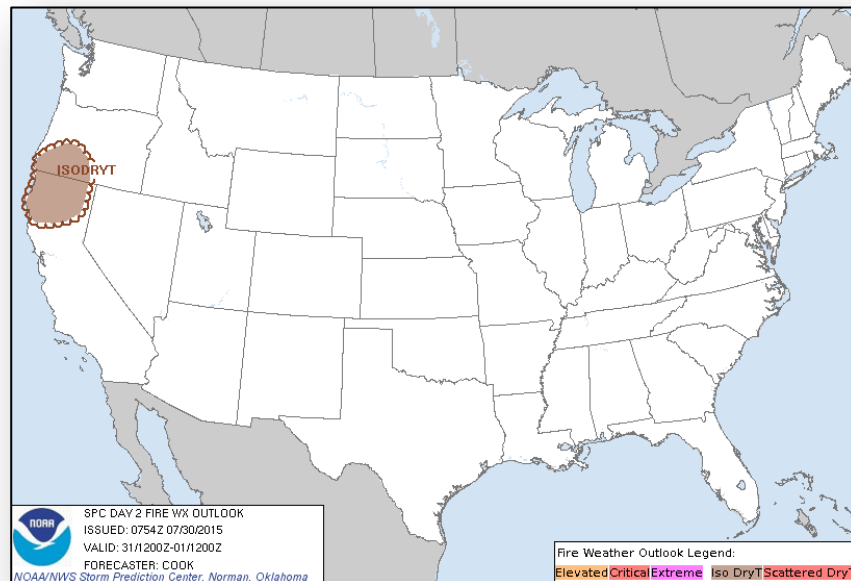 ISODRYT
NOAA
SPC DAY 2 FIRE WX OUTLOOK
ISSUED: 0754Z 07/30/2015
VALID: 31/1200Z-01/1200Z
FORECASTER: COOK
NOAA/NWS Storm Prediction Center, Norman, Oklahoma
Fire Weather Outlook Legend:
Elevated Critical Extreme Iso DryT Scattered DryT